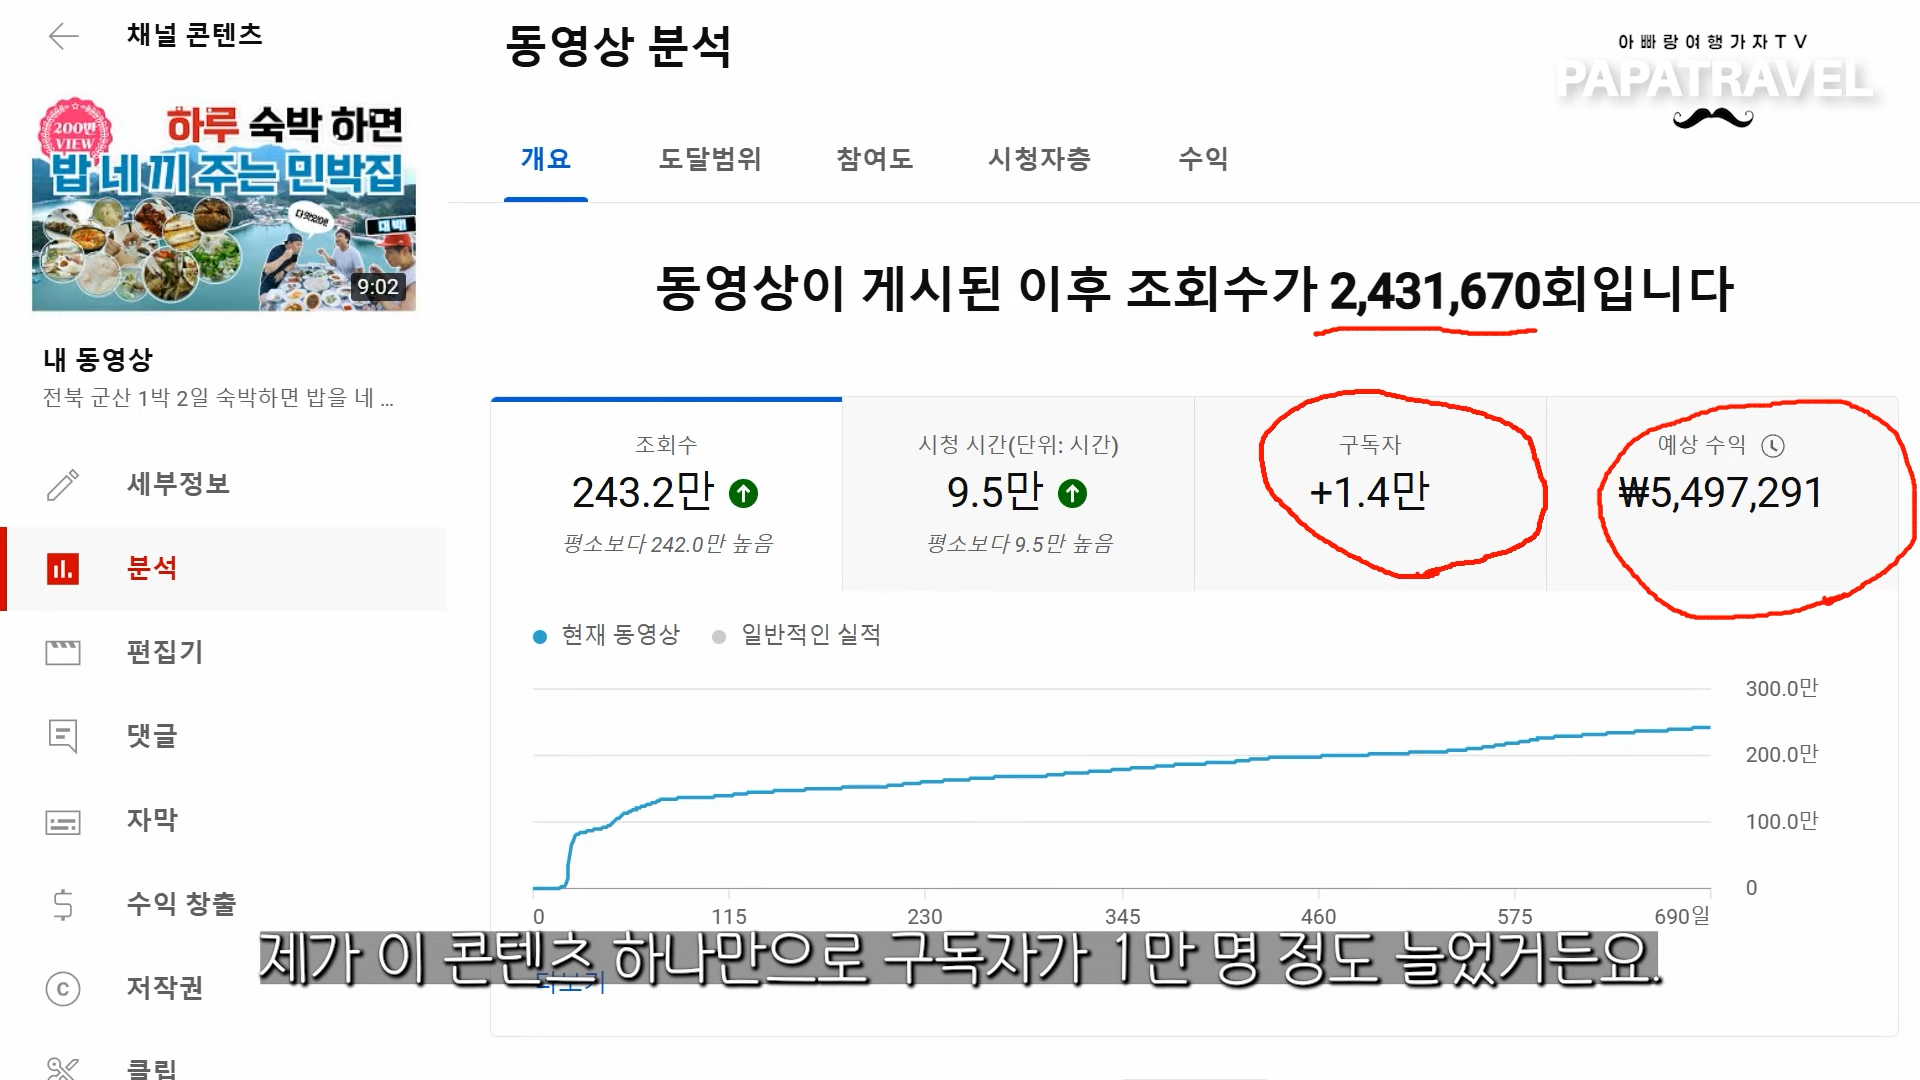 채널 콘텐츠
200만
VIEW
하루 숙박 하면
밥 네끼 주는 민박집
다 맛있어!!
대박
9:02
내 동영상
전북 군산 1박 2일 숙박하면 밥을 네 ...
세부정보
분석
편집기
댓글
자막
수익 창출
저작권
클립
동영상 분석
아빠랑여행가자TV
PAPATRAVEL
개요 도달범위 참여도 시청자층 수익
동영상이 게시된 이후 조회수가 2,431,670회입니다
조회수
243.2만
평소보다 242.0만 높음
시청 시간(단위: 시간)
9.5만
평소보다 9.5만 높음
구독자
+1.4만
예상 수익
₩5,497,291
현재 동영상 일반적인 실적
300.0만
200.0만
100.0만
0
0 115 230 345 460 575 690일
더보기
제가 이 콘텐츠 하나만으로 구독자가 1만 명 정도 늘었거든요.